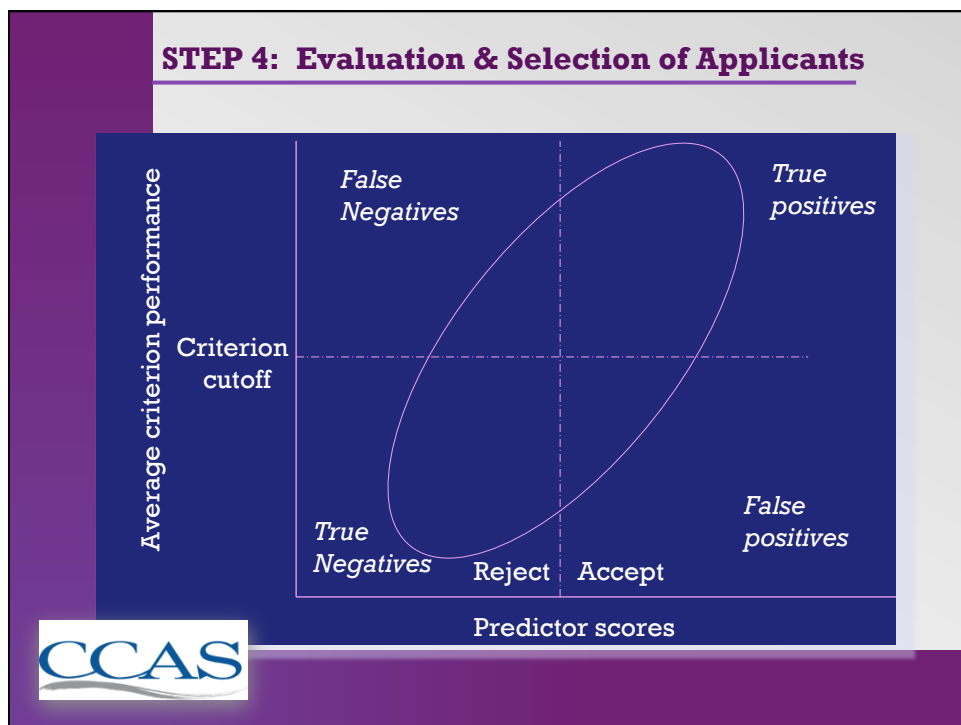 STEP 4: Evaluation & Selection of Applicants
False
Negatives
True
positives
Average criterion performance
Criterion
cutoff
True
Negatives
False
positives
Reject
Accept
Predictor scores
CCAS